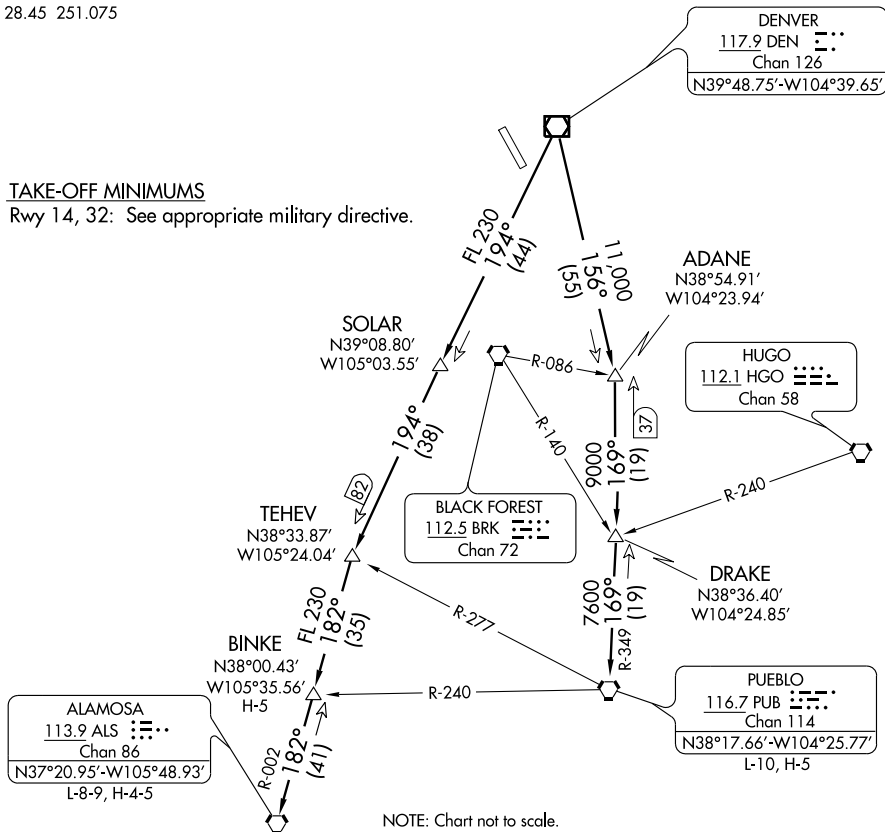 28.45 251.075
DENVER
117.9 DEN
Chan 126
N39°48.75’-W104°39.65’
TAKE-OFF MINIMUMS
Rwy 14, 32: See appropriate military directive.
FL 230
194°
(44)
11,000
156°
(55)
ADANE
N38°54.91’
W104°23.94’
SOLAR
N39°08.80’
W105°03.55’
R-086
HUGO
112.1 HGO
Chan 58
37
194°
(38)
R-140
9000
169°
(19)
R-240
82
BLACK FOREST
112.5 BRK
Chan 72
TEHEV
N38°33.87’
W105°24.04’
DRAKE
N38°36.40’
W104°24.85’
7600
169°
(19)
R-277
R-349
FL 230
182°
(35)
BINKE
N38°00.43’
W105°35.56’
H-5
R-240
PUEBLO
116.7 PUB
Chan 114
N38°17.66’-W104°25.77’
L-10, H-5
ALAMOSA
113.9 ALS
Chan 86
N37°20.95’-W105°48.93’
L-8-9, H-4-5
R-002
182°
(41)
NOTE: Chart not to scale.